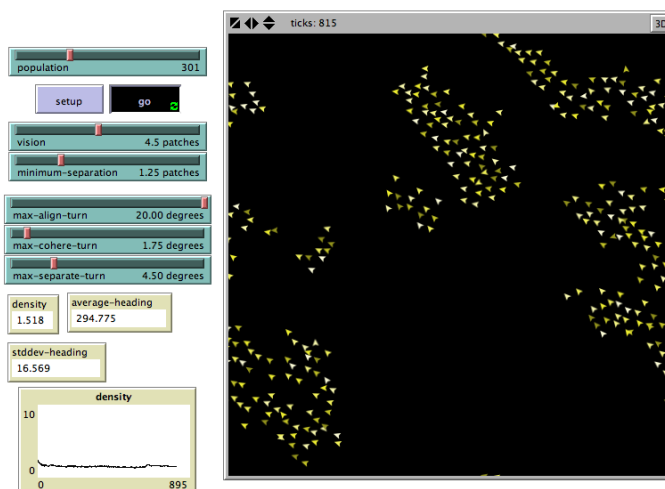 ticks: 815
3D
population 301
setup
go
vision 4.5 patches
minimum-separation 1.25 patches
max-align-turn 20.00 degrees
max-cohere-turn 1.75 degrees
max-separate-turn 4.50 degrees
density
1.518
average-heading
294.775
stddev-heading
16.569
density
10
0
0 895